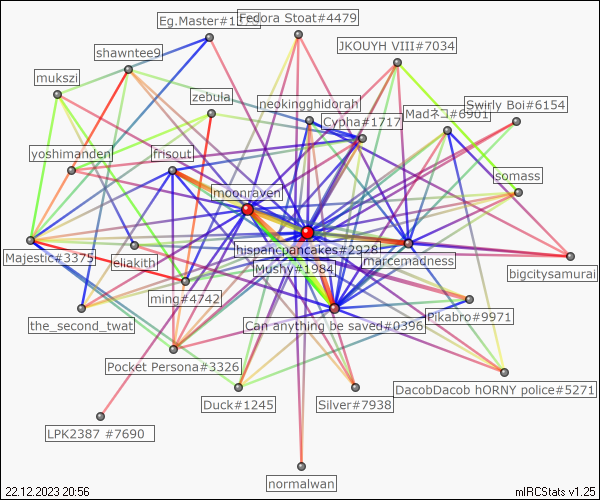 Eg.Master#
Fedora Stoat#4479
JKOUYH VIII#7034
shawntee9
mukszi
zebula
neokingghidorah
Cypha#1717
Madネコ#6901
Swirly Boi#6154
yoshimanden
frisout
moonraven
somass
Majestic#3375
eliakith
hispancpancakes#2928
marcemadness
Mushy#1984
bigcitysamurai
ming#4742
the_second_twat
Can anything be saved#0396
Pikabro#9971
Pocket Persona#3326
DacobDacob hORNY police#5271
Duck#1245
Silver#7938
LPK2387 #7690
normalwan
22.12.2023 20:56
mIRCStats v1.25